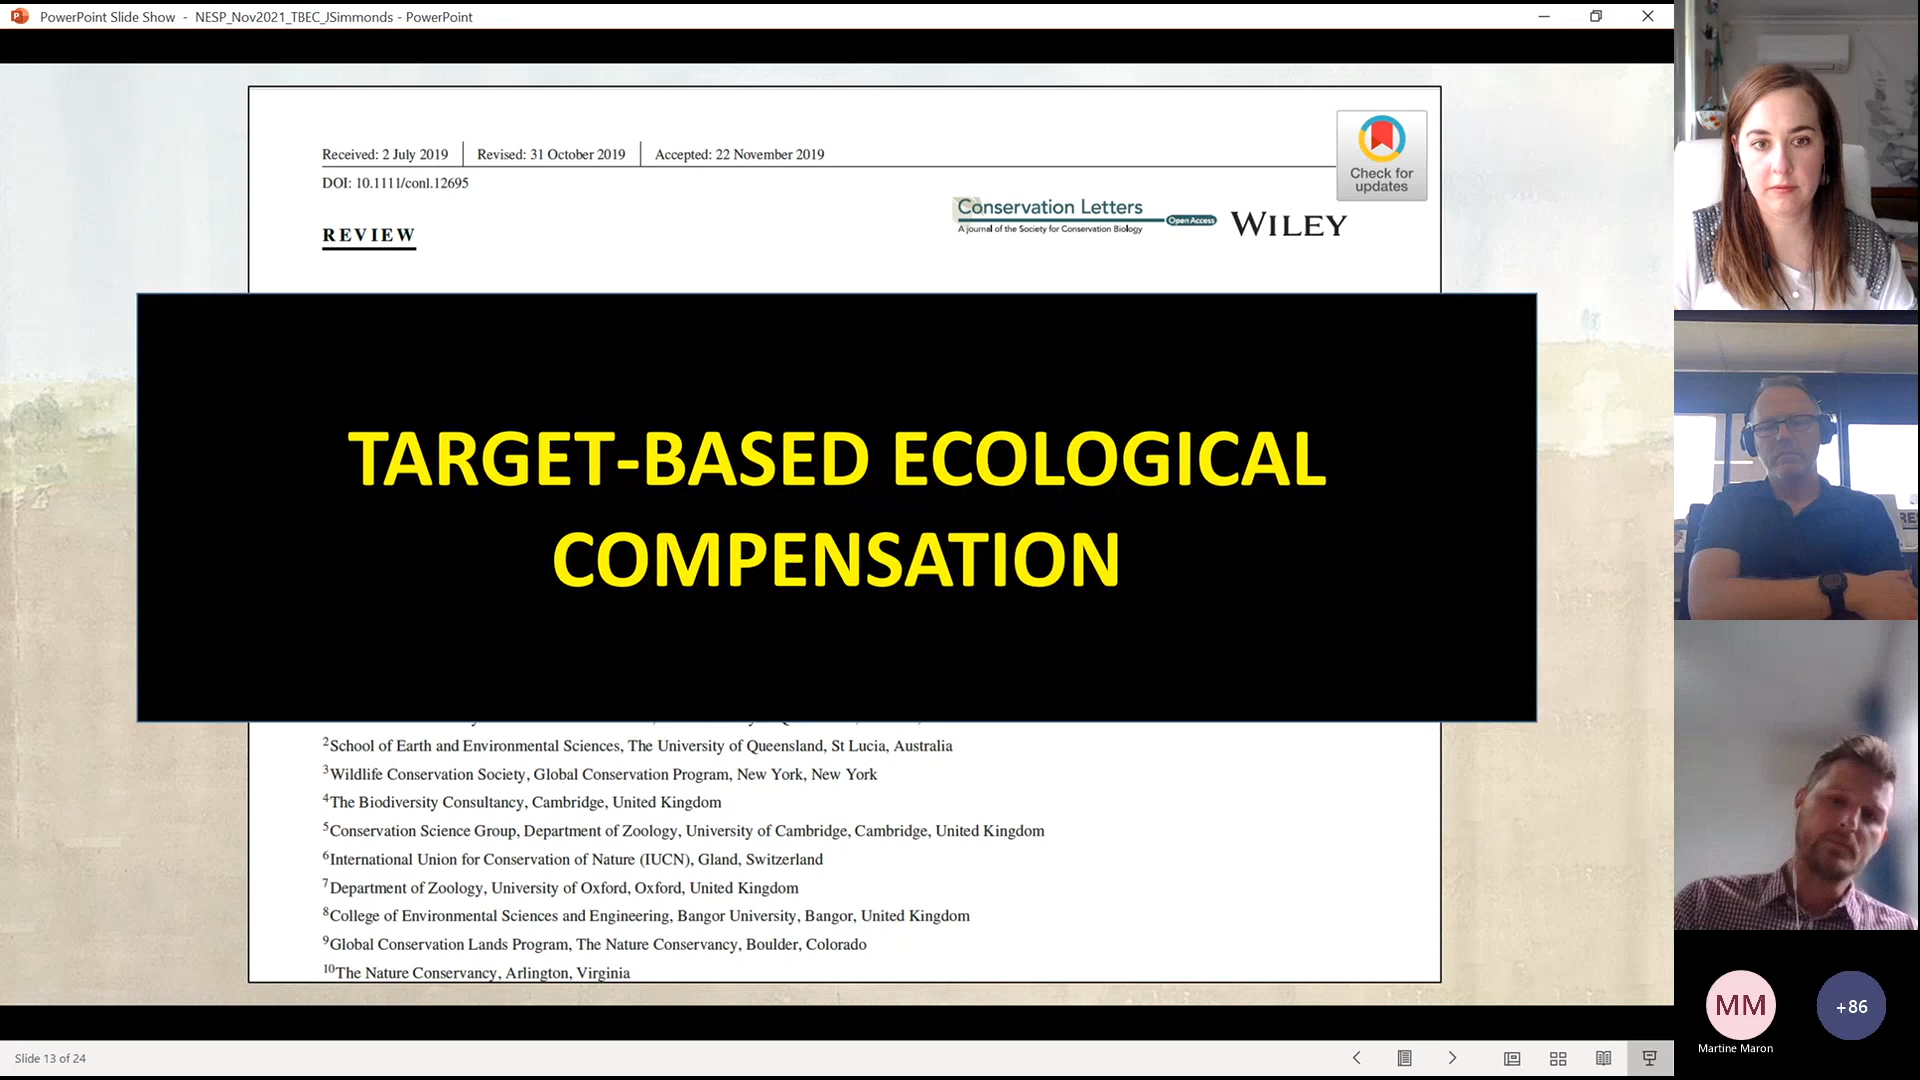 PowerPoint Slide Show - NESP_Nov2021_TBEC_JSimmonds - PowerPoint
Received: 2 July 2019 Revised: 31 October 2019 Accepted: 22 November 2019
DOI: 10.1111/conl.12695
Check for
updates
Conservation Letters
Open Access
A journal of the Society for Conservation Biology
WILEY
REVIEW
TARGET-BASED ECOLOGICAL
COMPENSATION
2School of Earth and Environmental Sciences, The University of Queensland, St Lucia, Australia
3Wildlife Conservation Society, Global Conservation Program, New York, New York
4The Biodiversity Consultancy, Cambridge, United Kingdom
5Conservation Science Group, Department of Zoology, University of Cambridge, Cambridge, United Kingdom
6International Union for Conservation of Nature (IUCN), Gland, Switzerland
7Department of Zoology, University of Oxford, Oxford, United Kingdom
8College of Environmental Sciences and Engineering, Bangor University, Bangor, United Kingdom
9Global Conservation Lands Program, The Nature Conservancy, Boulder, Colorado
10The Nature Conservancy, Arlington, Virginia
MM
+86
Martine Maron
Slide 13 of 24